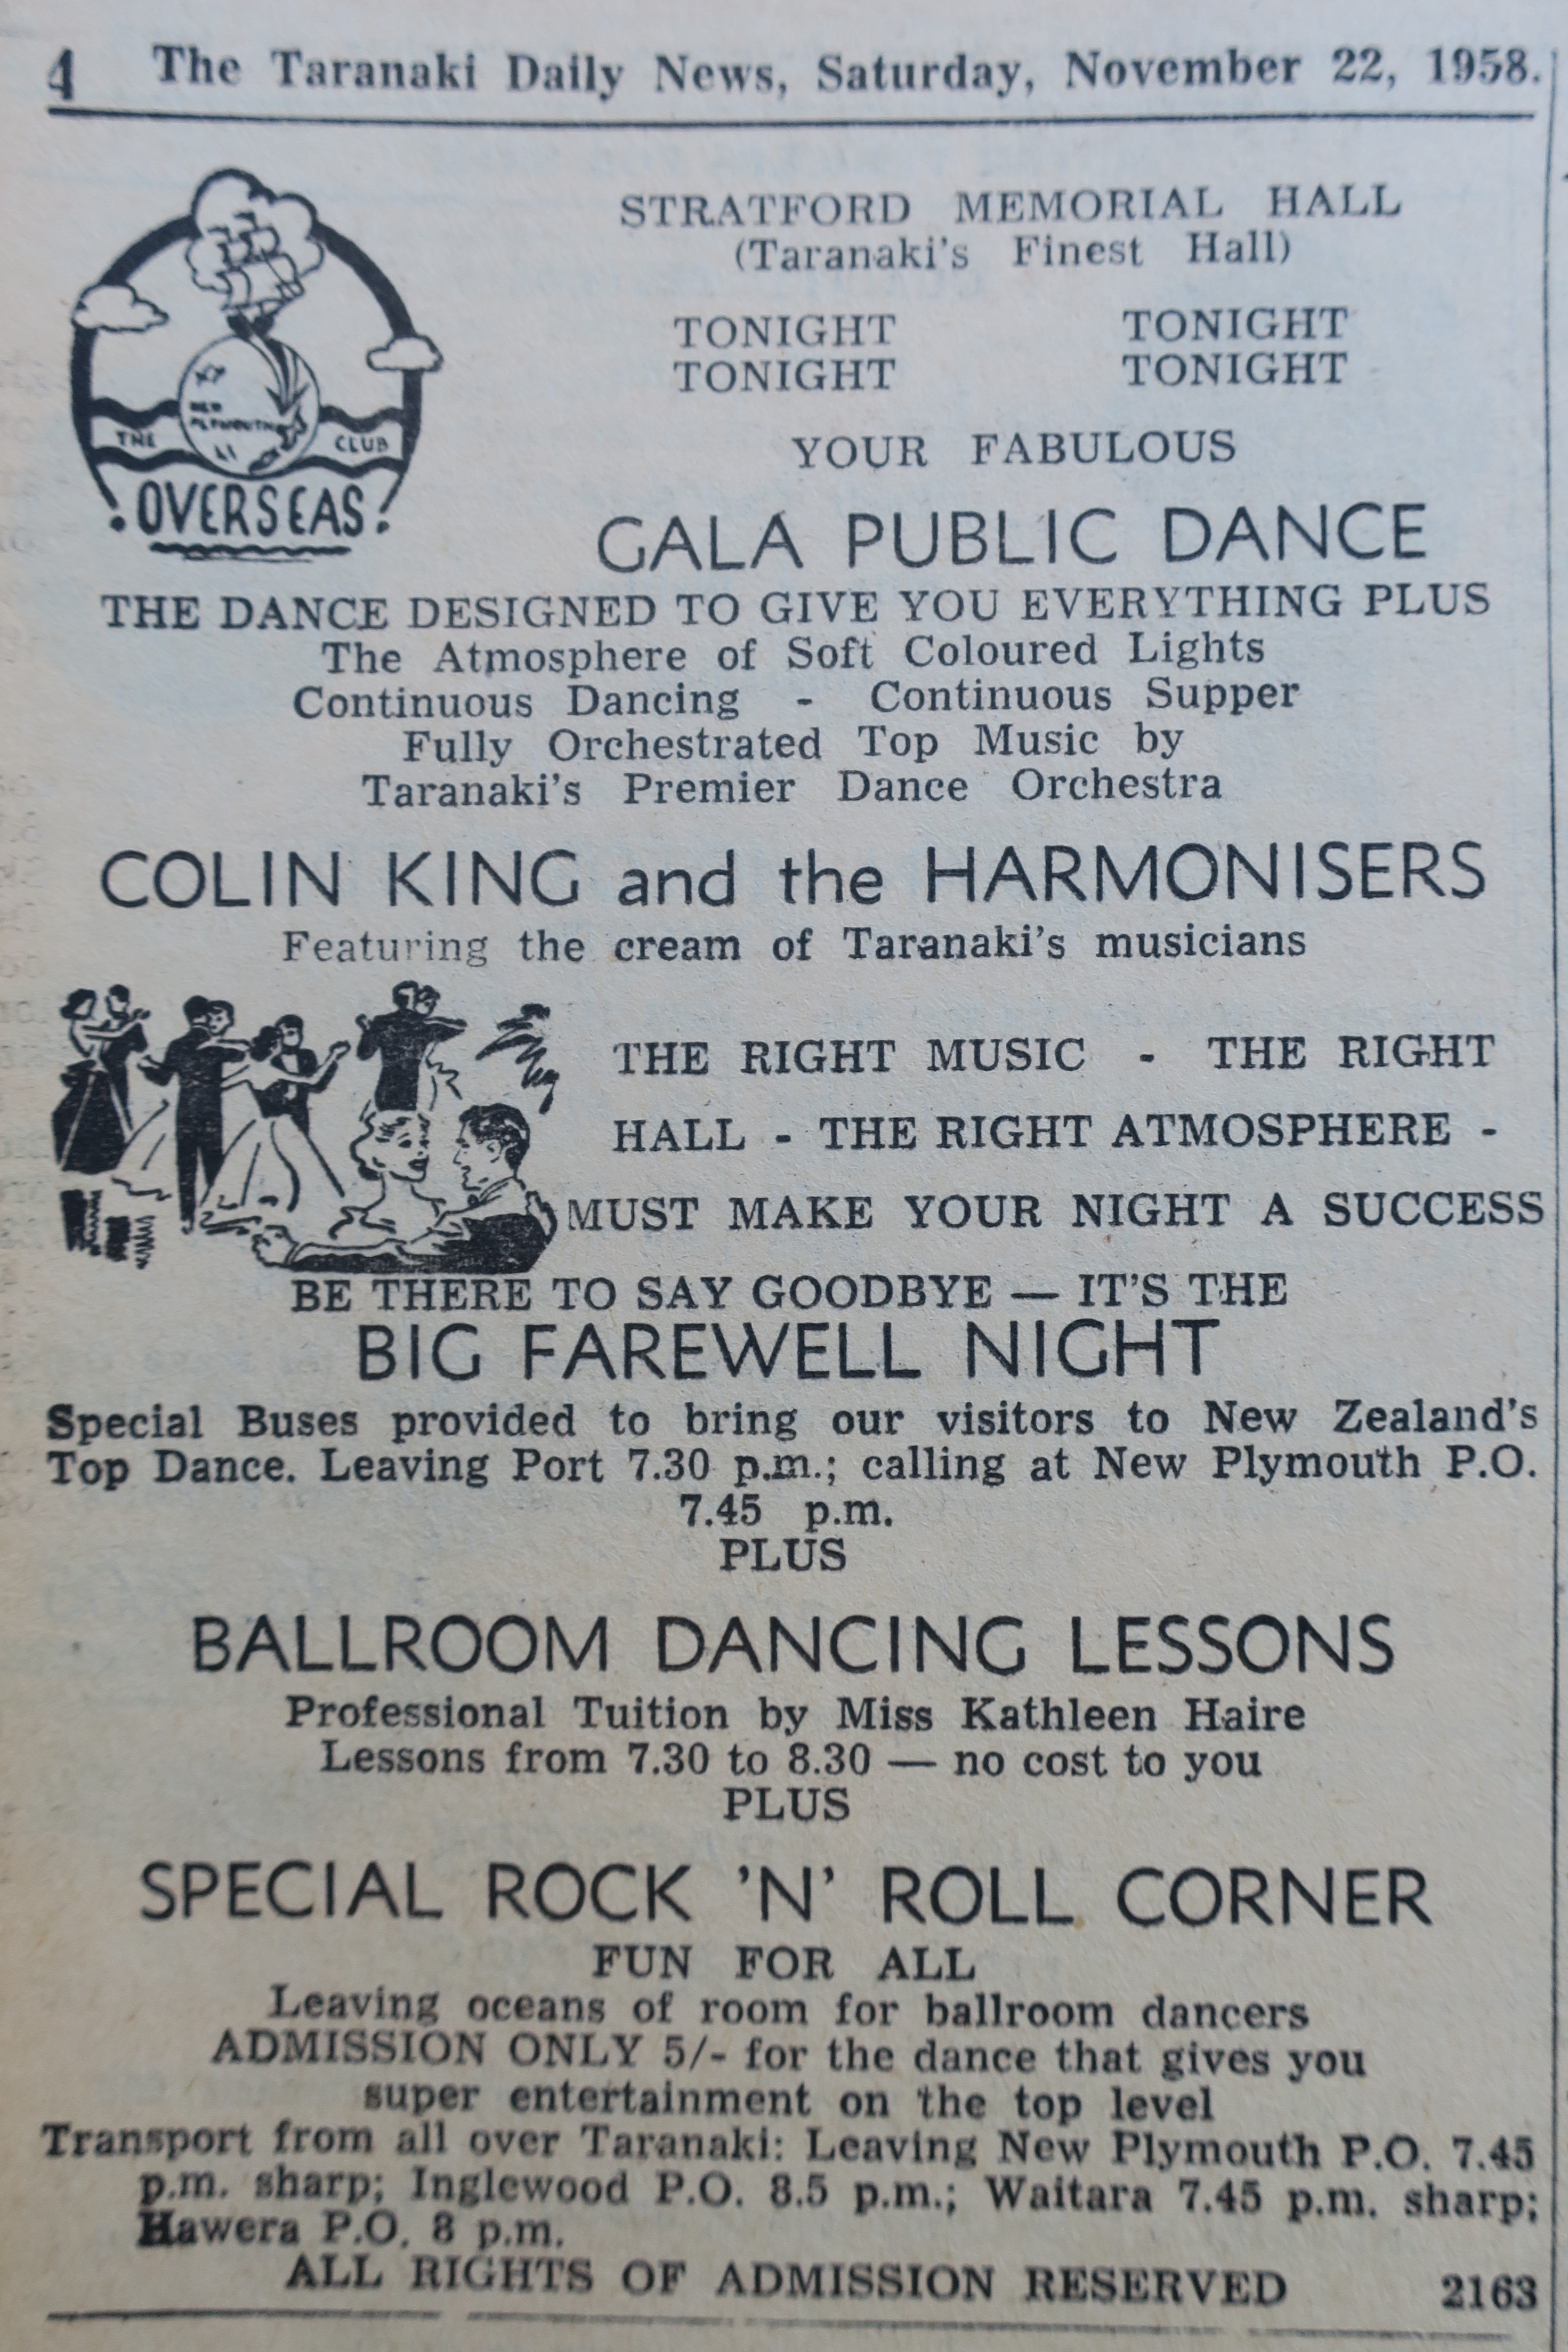 4 The Taranaki Daily News, Saturday, November 22, 1958.
NEW
PLYMOUTH
THE CLUB
OVERSEAS
STRATFORD MEMORIAL HALL
(Taranaki's Finest Hall)
TONIGHT TONIGHT
TONIGHT TONIGHT
YOUR FABULOUS
GALA PUBLIC DANCE
THE DANCE DESIGNED TO GIVE YOU EVERYTHING PLUS
The Atmosphere of Soft Coloured Lights
Continuous Dancing - Continuous Supper
Fully Orchestrated Top Music by
Taranaki's Premier Dance Orchestra
COLIN KING and the HARMONISERS
Featuring the cream of Taranaki's musicians
THE RIGHT MUSIC - THE RIGHT
HALL - THE RIGHT ATMOSPHERE -
MUST MAKE YOUR NIGHT A SUCCESS
BE THERE TO SAY GOODBYE — IT'S THE
BIG FAREWELL NIGHT
Special Buses provided to bring our visitors to New Zealand's
Top Dance. Leaving Port 7.30 p.m.; calling at New Plymouth P.O.
7.45 p.m.
PLUS
BALLROOM DANCING LESSONS
Professional Tuition by Miss Kathleen Haire
Lessons from 7.30 to 8.30 — no cost to you
PLUS
SPECIAL ROCK 'N' ROLL CORNER
FUN FOR ALL
Leaving oceans of room for ballroom dancers
ADMISSION ONLY 5/- for the dance that gives you
super entertainment on the top level
Transport from all over Taranaki: Leaving New Plymouth P.O. 7.45
p.m. sharp; Inglewood P.O. 8.5 p.m.; Waitara 7.45 p.m. sharp;
Hawera P.O. 8 p.m.
ALL RIGHTS OF ADMISSION RESERVED 2163